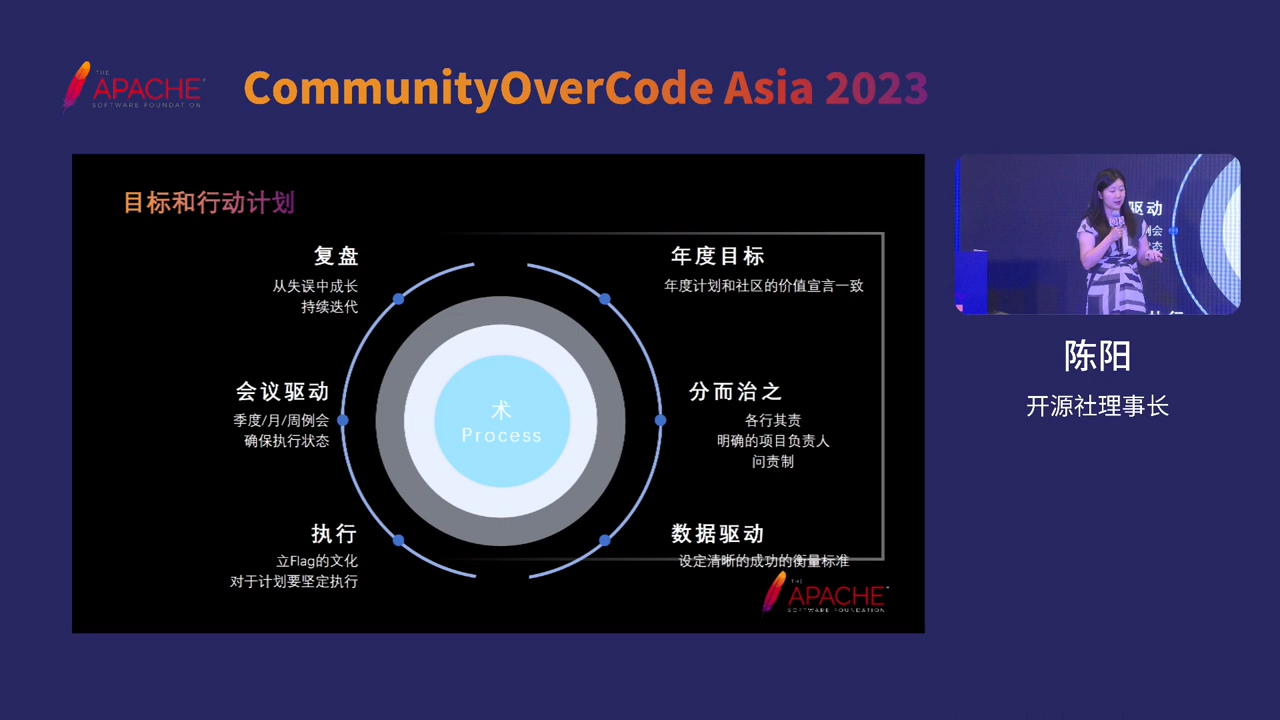 THE
APACHE
SOFTWARE FOUNDATION
CommunityOverCode Asia 2023
目标和行动计划
复盘
从失误中成长
持续迭代
年度目标
年度计划和社区的价值宣言一致
会议驱动
季度/月/周例会
确保执行状态
术
Process
分而治之
各行其责
明确的项目负责人
问责制
执行
立Flag的文化
对于计划要坚定执行
数据驱动
设定清晰的成功的衡量标准
THE
APACHE
SOFTWARE FOUNDATION
驱动
例会
状态
陈阳
开源社理事长